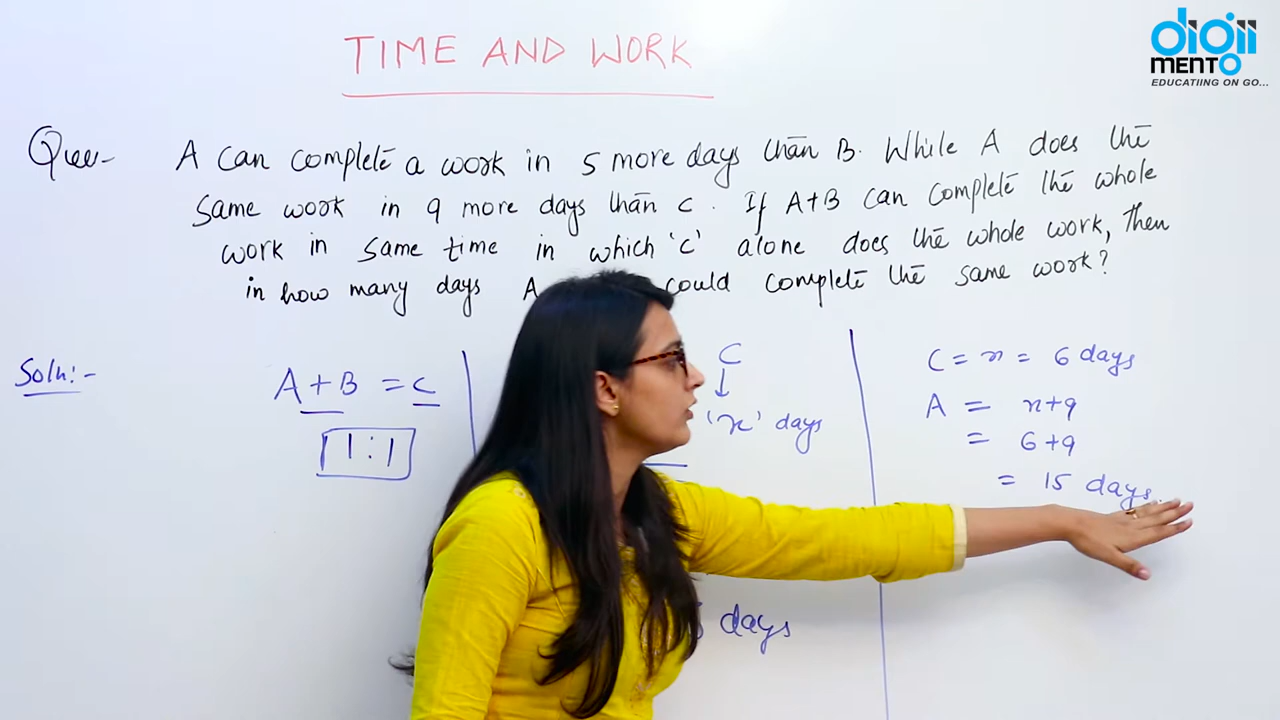 TIME AND WORK
digii
MENTO
EDUCATIING ON GO...
Ques- A can complete a work in 5 more days than B. While A does the
same work in 9 more days than C. If A+B can complete the whole
work in same time in which 'C' alone does the whole work, then
in how many days A could complete the same work?
Soln:-
A+B = C
1:1
C
↓
'x' days
days
C = x = 6 days
A = x+9
= 6+9
= 15 days.